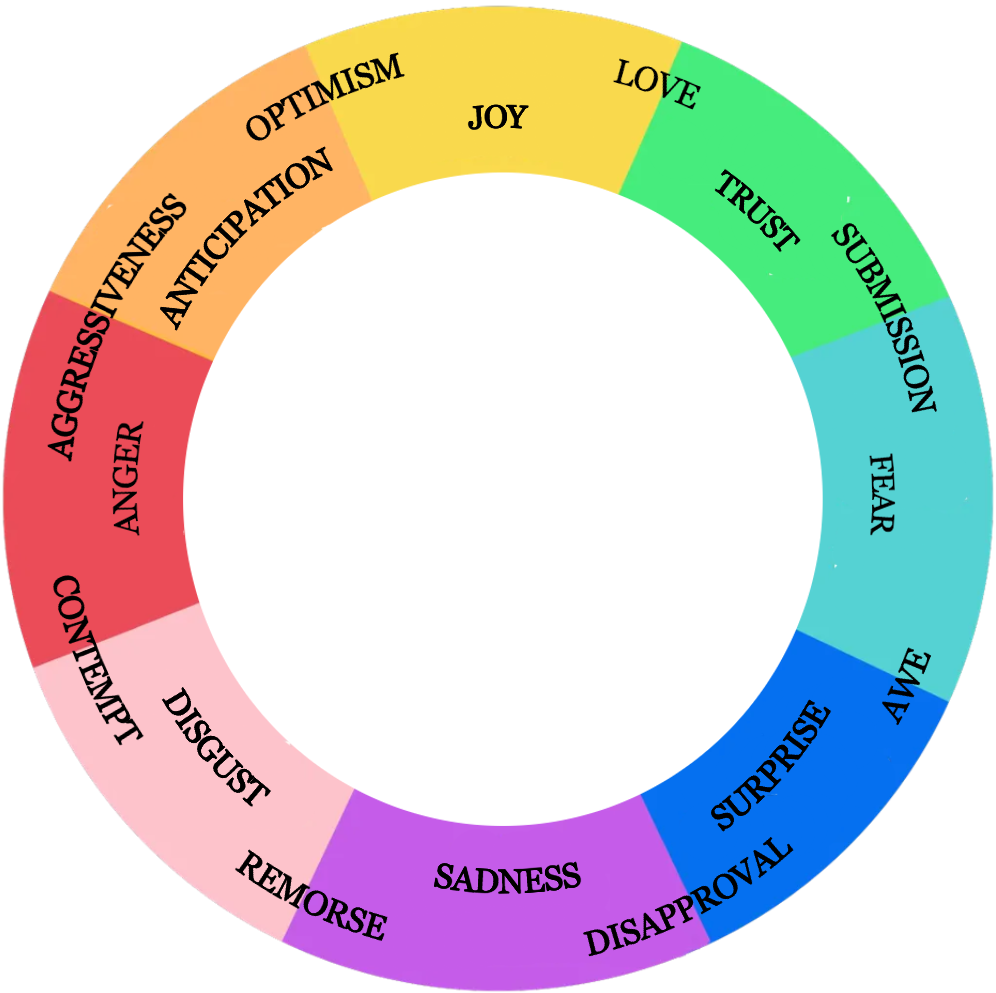 OPTIMISM
LOVE
JOY
TRUST
SUBMISSION
FEAR
AWE
SURPRISE
DISAPPROVAL
SADNESS
REMORSE
DISGUST
CONTEMPT
ANGER
AGGRESSIVENESS
ANTICIPATION